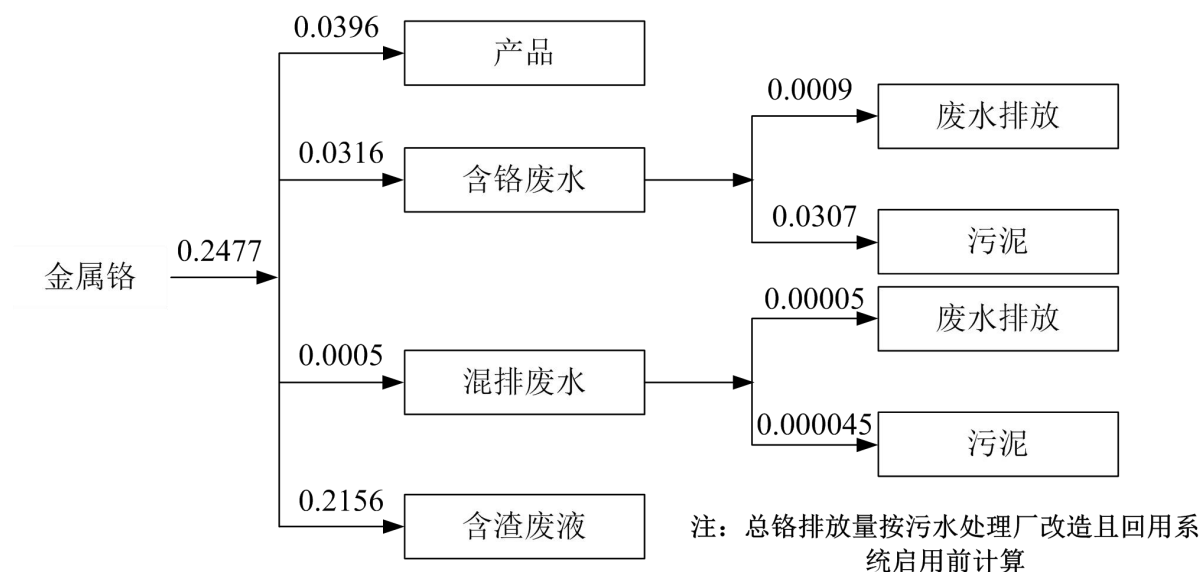 0.0396
产品
0.0009
废水排放
0.0316
含铬废水
0.0307
污泥
金属铬
0.2477
0.00005
废水排放
0.0005
混排废水
0.000045
污泥
0.2156
含渣废液
注：总铬排放量按污水处理厂改造且回用系
统启用前计算